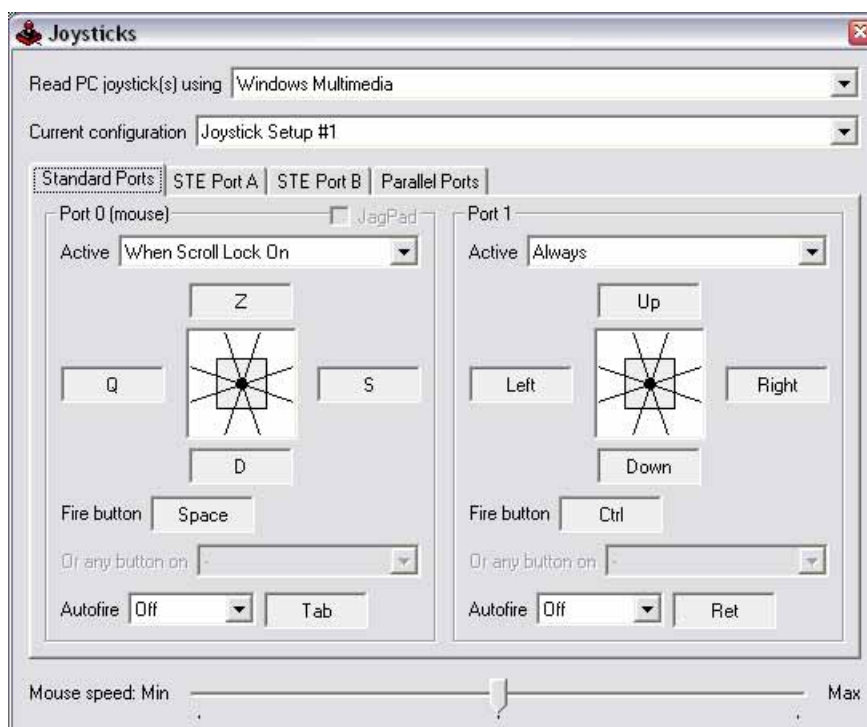 Joysticks
Read PC joystick(s) using Windows Multimedia
Current configuration Joystick Setup #1
Standard Ports STE Port A STE Port B Parallel Ports
Port 0 (mouse) JagPad Port 1
Active When Scroll Lock On Active Always
Z Up
Q S Left Right
D Down
Fire button Space Fire button Ctrl
Or any button on - Or any button on -
Autofire Off Tab Autofire Off Ret
Mouse speed: Min Max